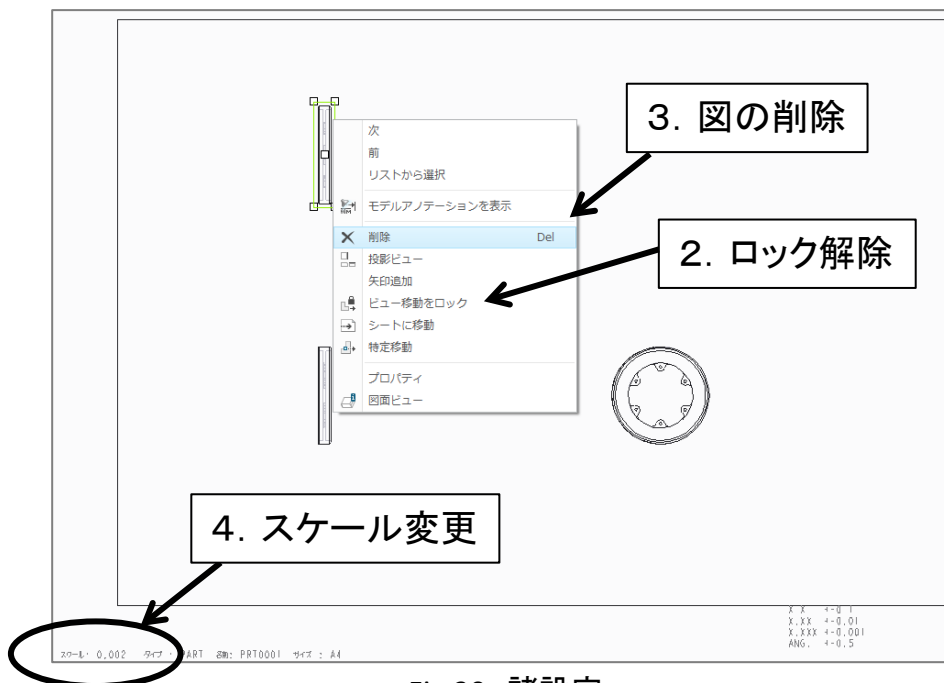 3. 図の削除
次
前
リストから選択
モデルアノテーションを表示
削除 Del
2. ロック解除
投影ビュー
矢印追加
ビュー移動をロック
シートに移動
特定移動
プロパティ
図面ビュー
4. スケール変更
X.XX +-0.01
X.XXX +-0.001
ANG. +-0.5
スケール: 0.002 タイプ : PART 名前: PRT0001 サイズ : A4